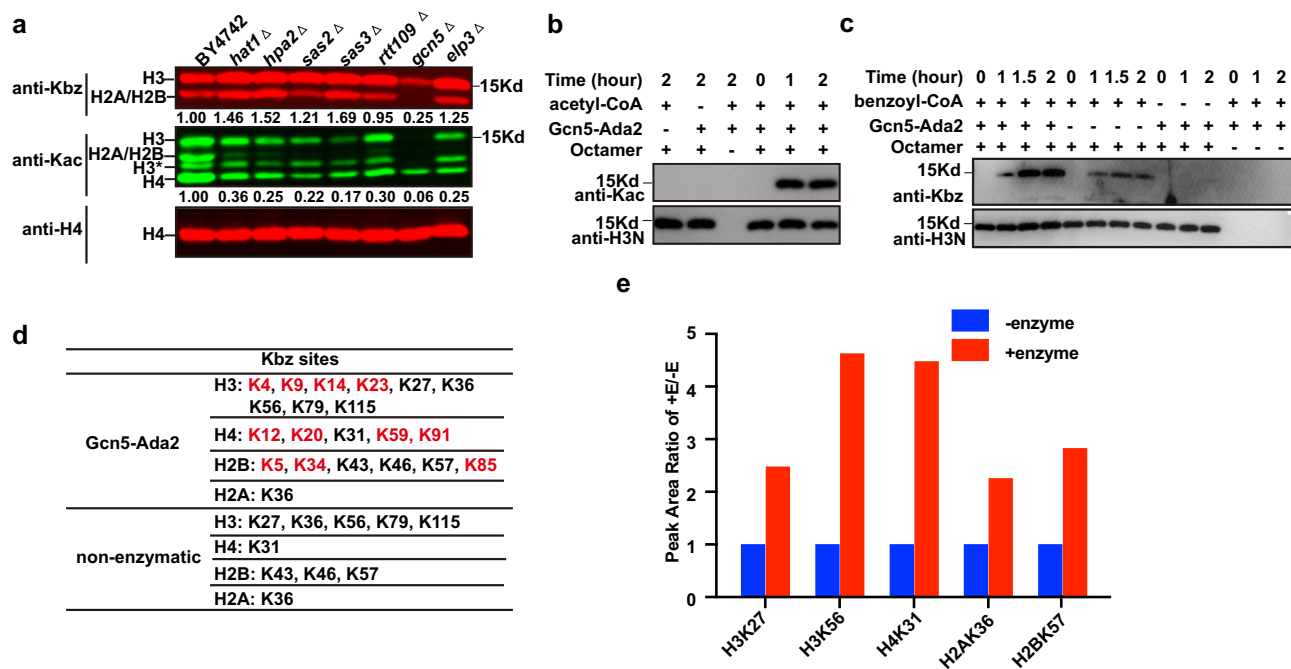 a
BY4742 hat1△ hpa2△ sas2△ sas3△ rtt109△ gcn5△ elp3△
anti-Kbz
H3
H2A/H2B
15Kd
1.00 1.46 1.52 1.21 1.69 0.95 0.25 1.25
anti-Kac
H3
H2A/H2B
H3*
H4
15Kd
1.00 0.36 0.25 0.22 0.17 0.30 0.06 0.25
anti-H4
H4
b
Time (hour) 2 2 2 0 1 2
acetyl-CoA + - + + + +
Gcn5-Ada2 - + + + + +
Octamer + + - + + +
15Kd
anti-Kac
15Kd
anti-H3N
c
Time (hour) 0 1 1.5 2 0 1 1.5 2 0 1 2 0 1 2
benzoyl-CoA + + + + + + + + - - - + + +
Gcn5-Ada2 + + + + - - - - + + + + + +
Octamer + + + + + + + + + + + - - -
15Kd
anti-Kbz
15Kd
anti-H3N
d
Kbz sites
Gcn5-Ada2
H3: K4, K9, K14, K23, K27, K36
K56, K79, K115
H4: K12, K20, K31, K59, K91
H2B: K5, K34, K43, K46, K57, K85
H2A: K36
non-enzymatic
H3: K27, K36, K56, K79, K115
H4: K31
H2B: K43, K46, K57
H2A: K36
e
-enzyme
+enzyme
Peak Area Ratio of +E/-E
5
4
3
2
1
0
H3K27
H3K56
H4K31
H2AK36
H2BK57